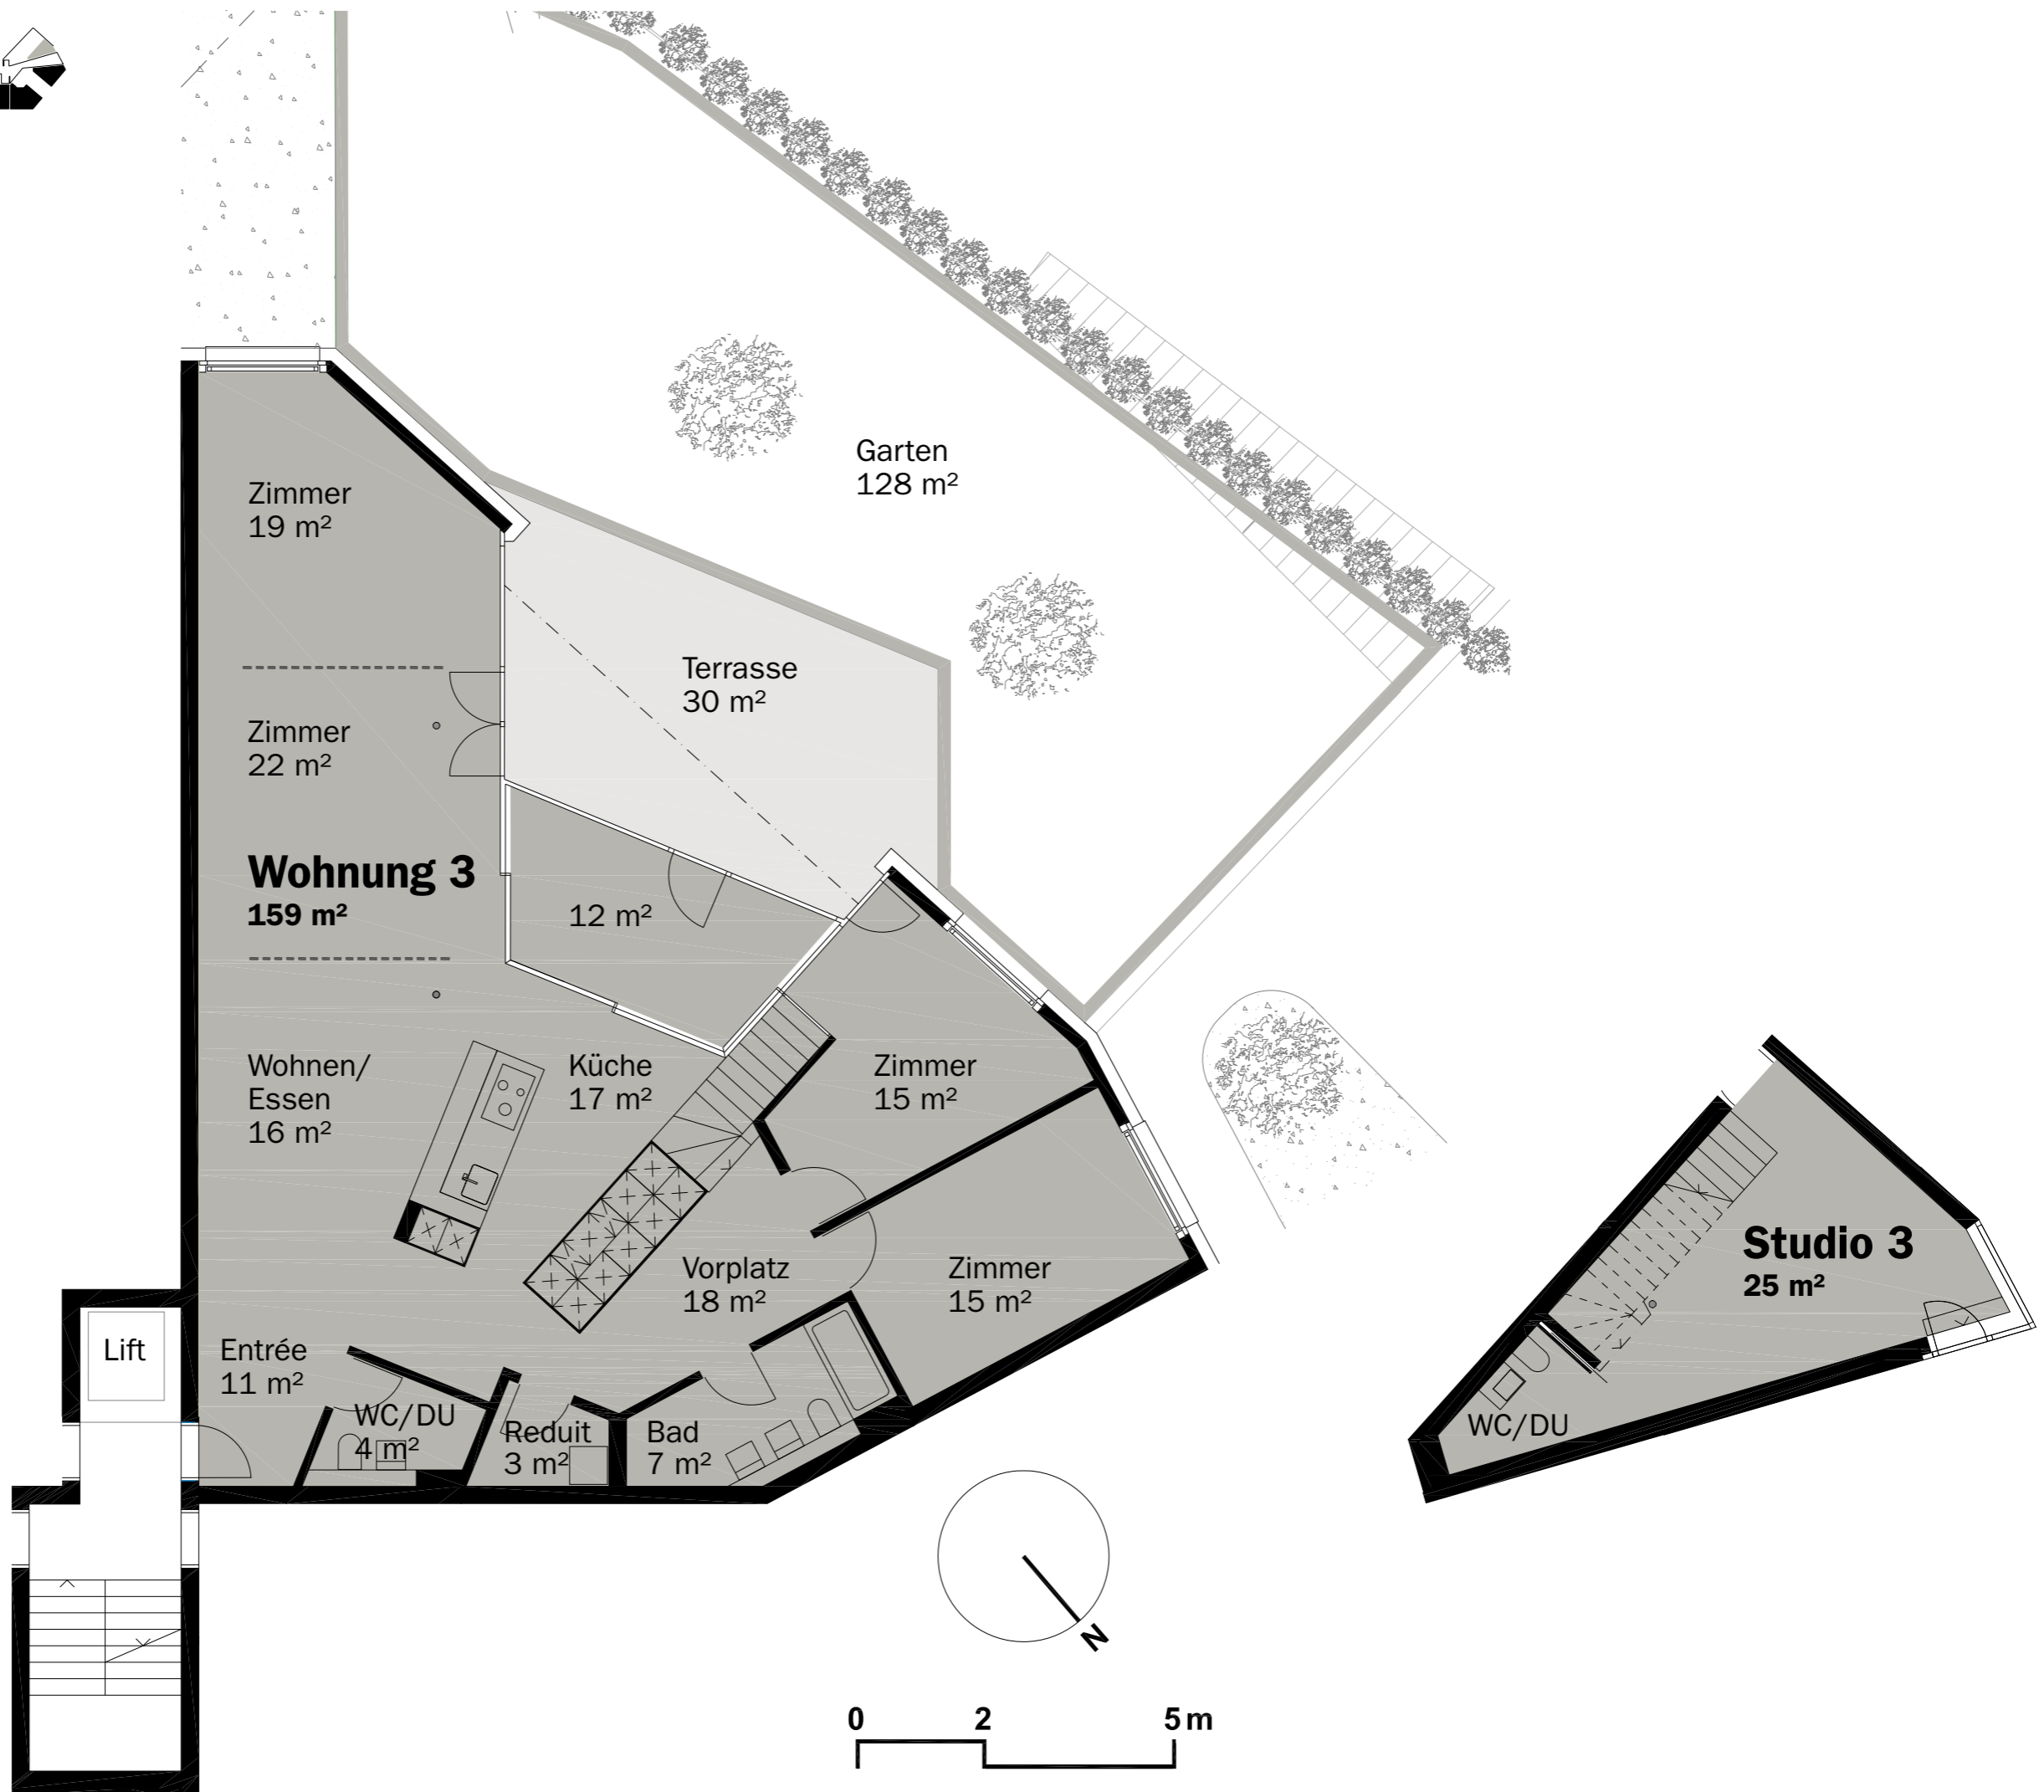 Garten
128 m²
Zimmer
19 m²
Terrasse
30 m²
Zimmer
22 m²
Wohnung 3
159 m²
12 m²
Wohnen/
Essen
16 m²
Küche
17 m²
Zimmer
15 m²
Vorplatz
18 m²
Zimmer
15 m²
Studio 3
25 m²
Lift
Entrée
11 m²
WC/DU
4 m²
Reduit
3 m²
Bad
7 m²
WC/DU
N
0 2 5 m